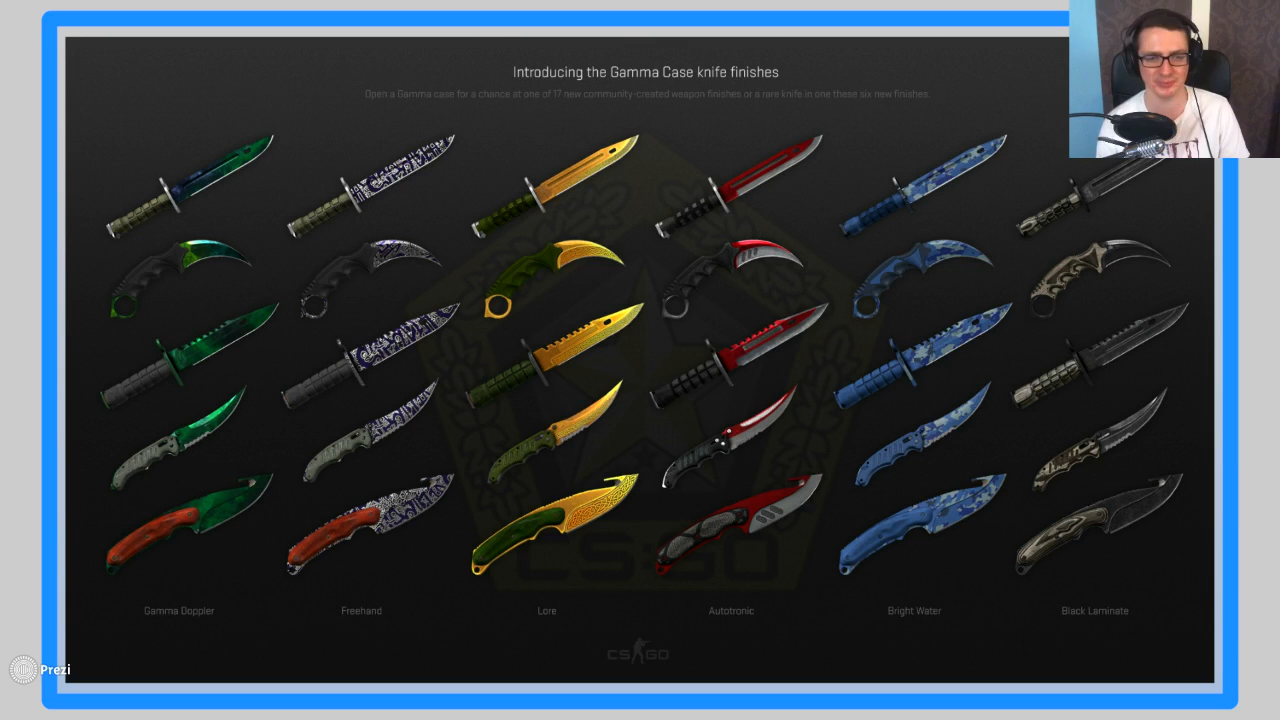 Introducing the Gamma Case knife finishes
Open a Gamma case for a chance at one of 17 new community-created weapon finishes or a rare knife in one these six new finishes.
CS:GO
Gamma Doppler
Freehand
Lore
Autotronic
Bright Water
Black Laminate
CS GO
Prezi